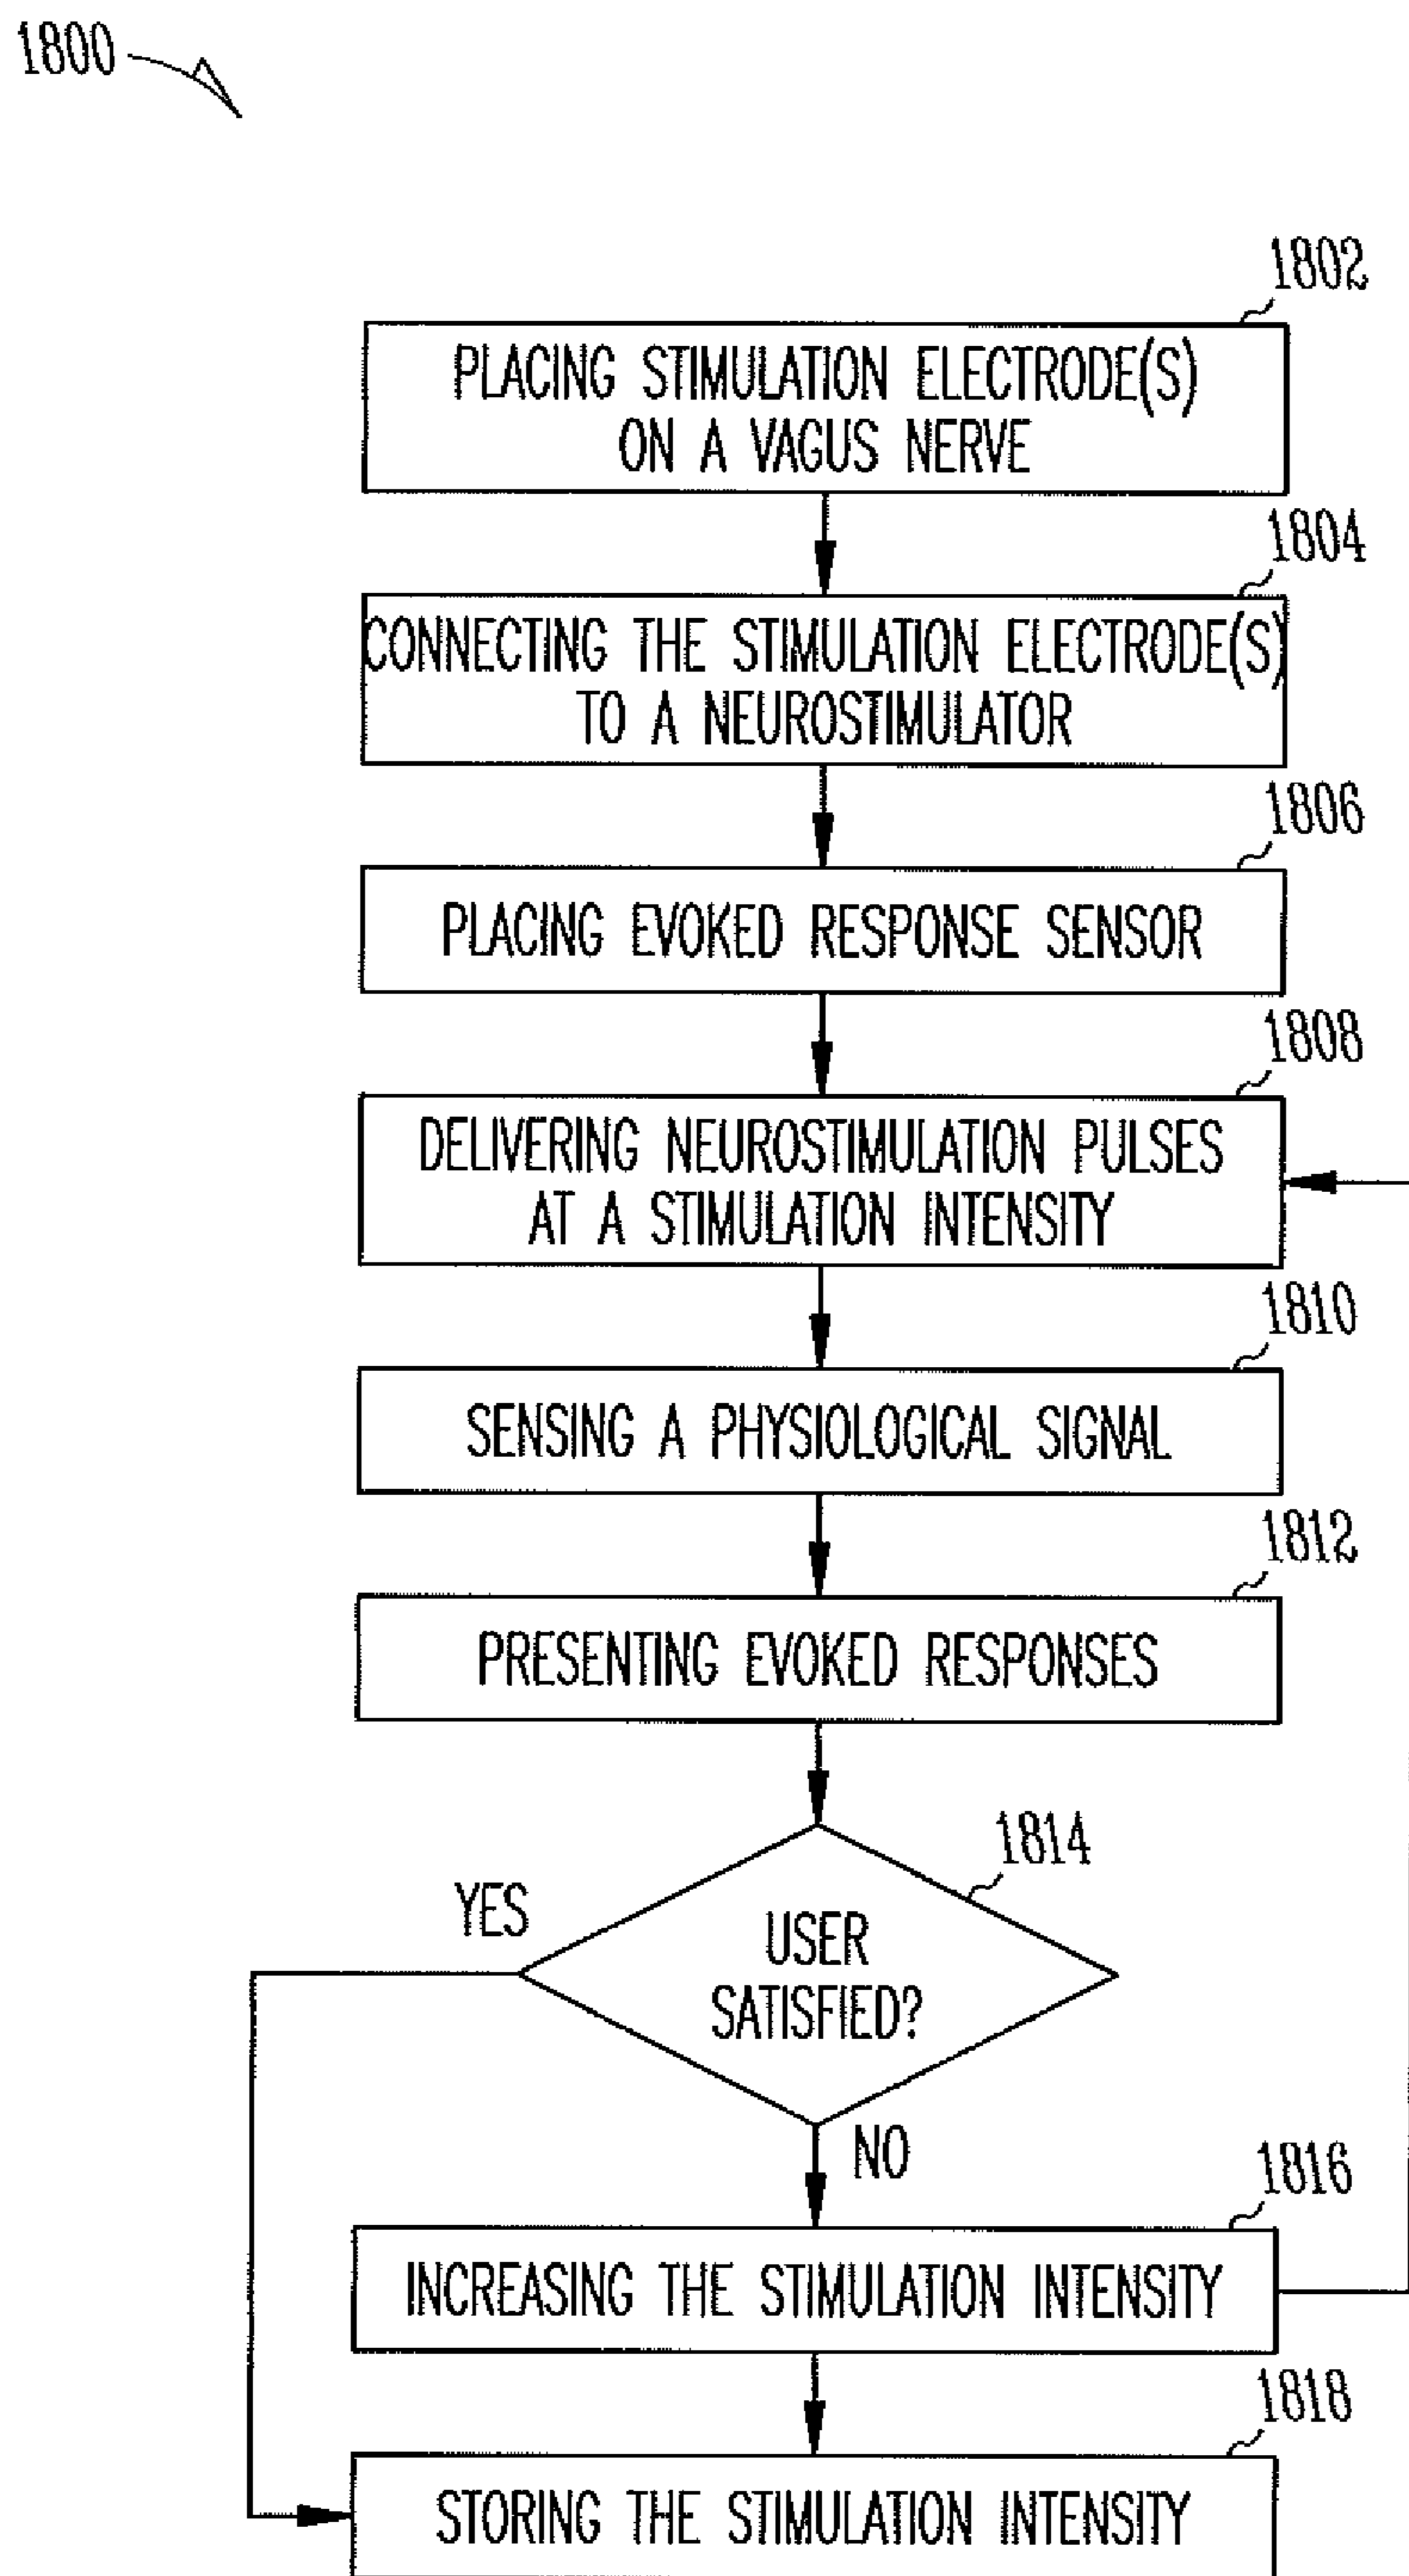 1800
1802
PLACING STIMULATION ELECTRODE(S)
ON A VAGUS NERVE
1804
CONNECTING THE STIMULATION ELECTRODE(S)
TO A NEUROSTIMULATOR
1806
PLACING EVOKED RESPONSE SENSOR
1808
DELIVERING NEUROSTIMULATION PULSES
AT A STIMULATION INTENSITY
1810
SENSING A PHYSIOLOGICAL SIGNAL
1812
PRESENTING EVOKED RESPONSES
1814
YES
USER
SATISFIED?
NO
1816
INCREASING THE STIMULATION INTENSITY
1818
STORING THE STIMULATION INTENSITY